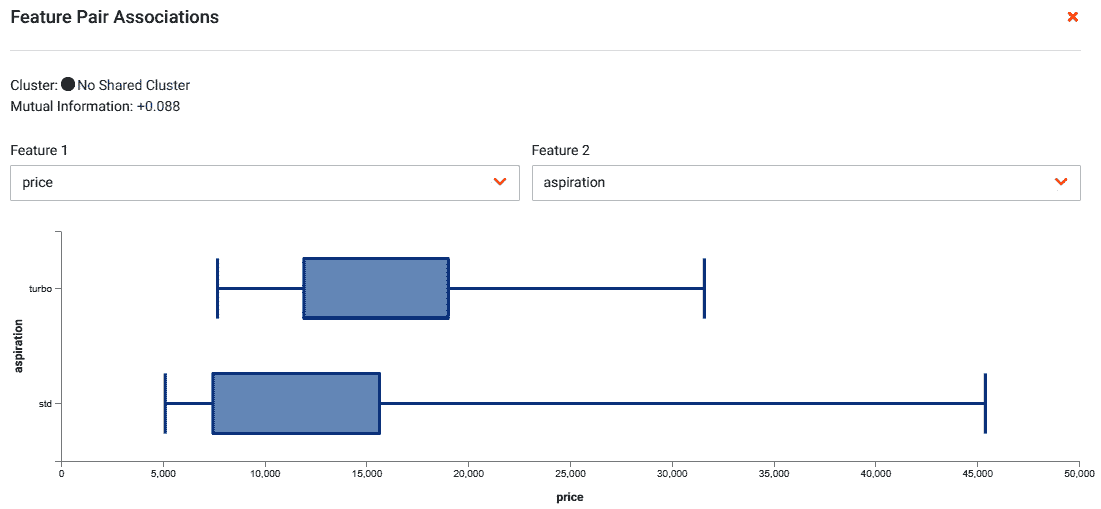 Feature Pair Associations
Cluster: No Shared Cluster
Mutual Information: +0.088
Feature 1
Feature 2
price
aspiration
turbo
aspiration
std
0 5,000 10,000 15,000 20,000 25,000 30,000 35,000 40,000 45,000 50,000
price